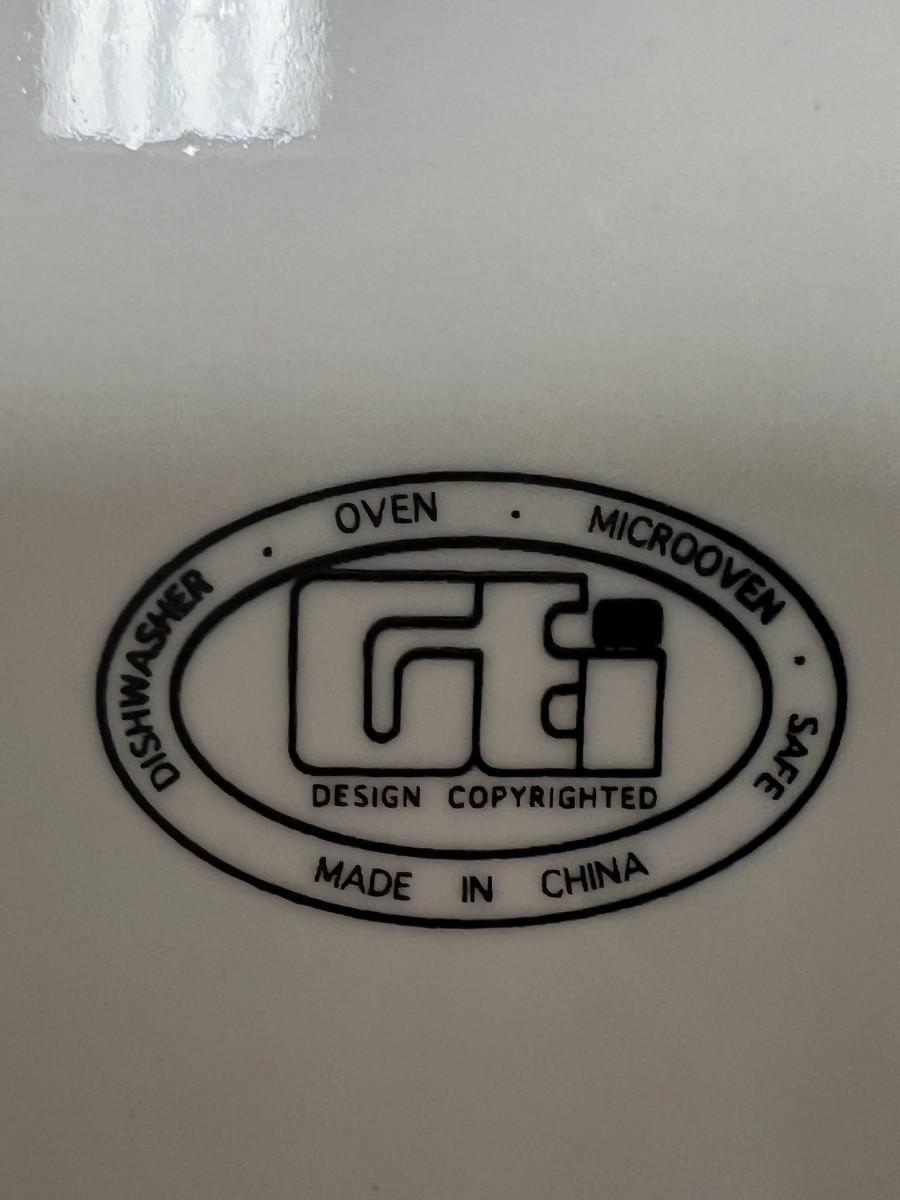 DISHWASHER · OVEN · MICROOVEN · SAFE
Gti
DESIGN COPYRIGHTED
MADE IN CHINA